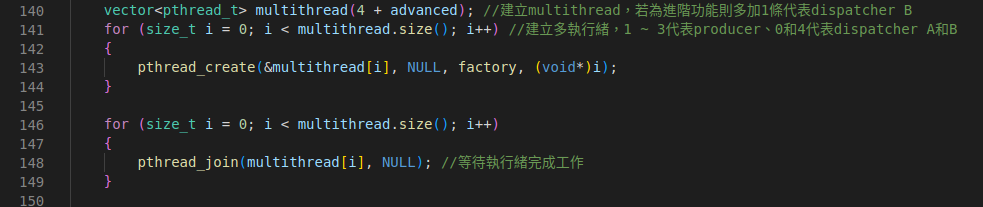 140 vector<pthread_t> multithread(4 + advanced); //建立multithread，若為進階功能則多加1條代表dispatcher B
141 for (size_t i = 0; i < multithread.size(); i++) //建立多執行緒，1 ~ 3代表producer、0和4代表dispatcher A和B
142 {
143 pthread_create(&multithread[i], NULL, factory, (void*)i);
144 }
145
146 for (size_t i = 0; i < multithread.size(); i++)
147 {
148 pthread_join(multithread[i], NULL); //等待執行緒完成工作
149 }
150